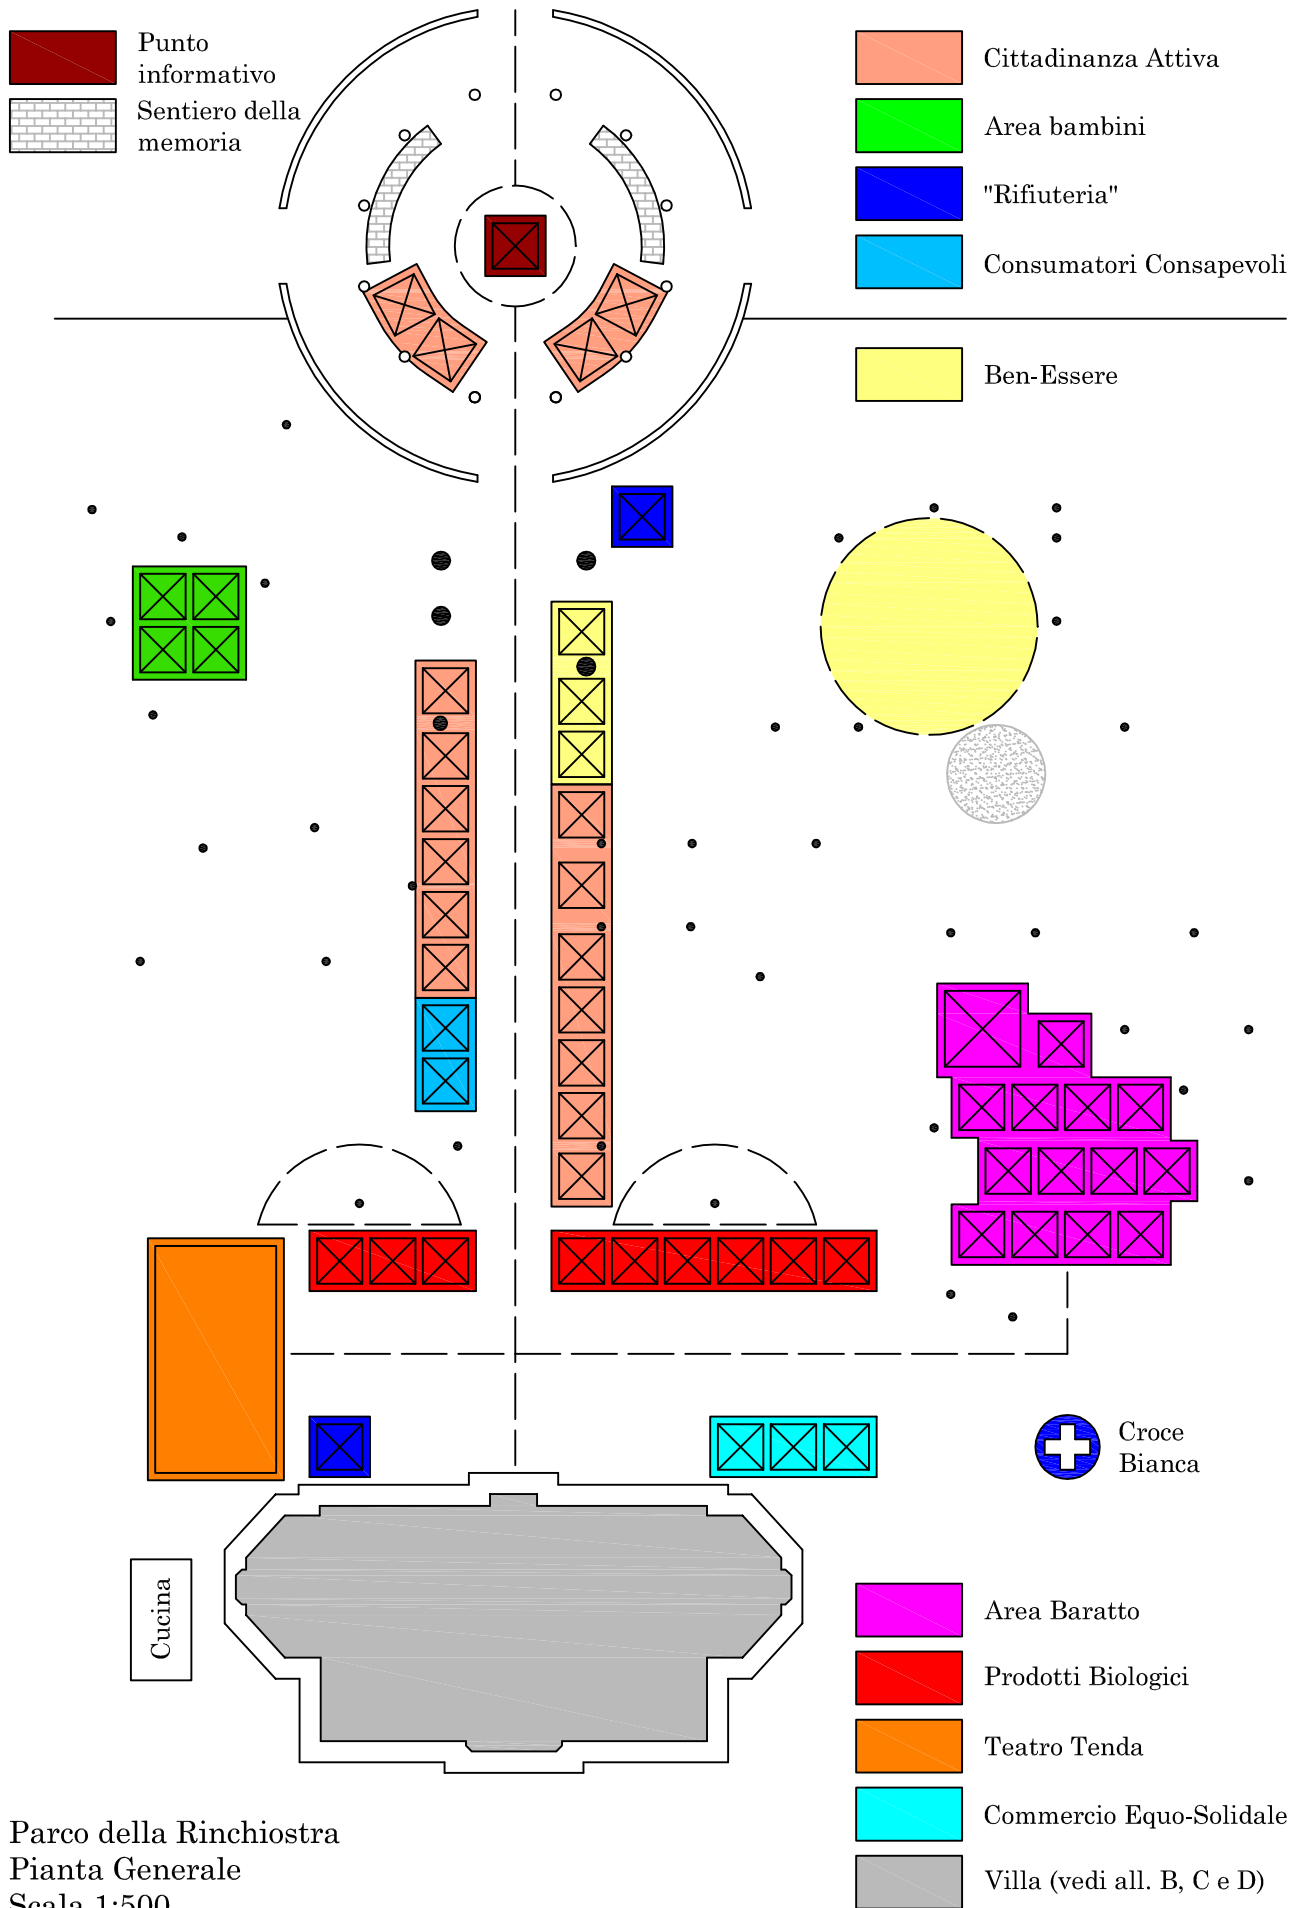 Punto
informativo
Sentiero della
memoria
Cittadinanza Attiva
Area bambini
"Rifiuteria"
Consumatori Consapevoli
Ben-Essere
Croce
Bianca
Cucina
Area Baratto
Prodotti Biologici
Teatro Tenda
Commercio Equo-Solidale
Villa (vedi all. B, C e D)
Parco della Rinchiostra
Pianta Generale
Scala 1:500